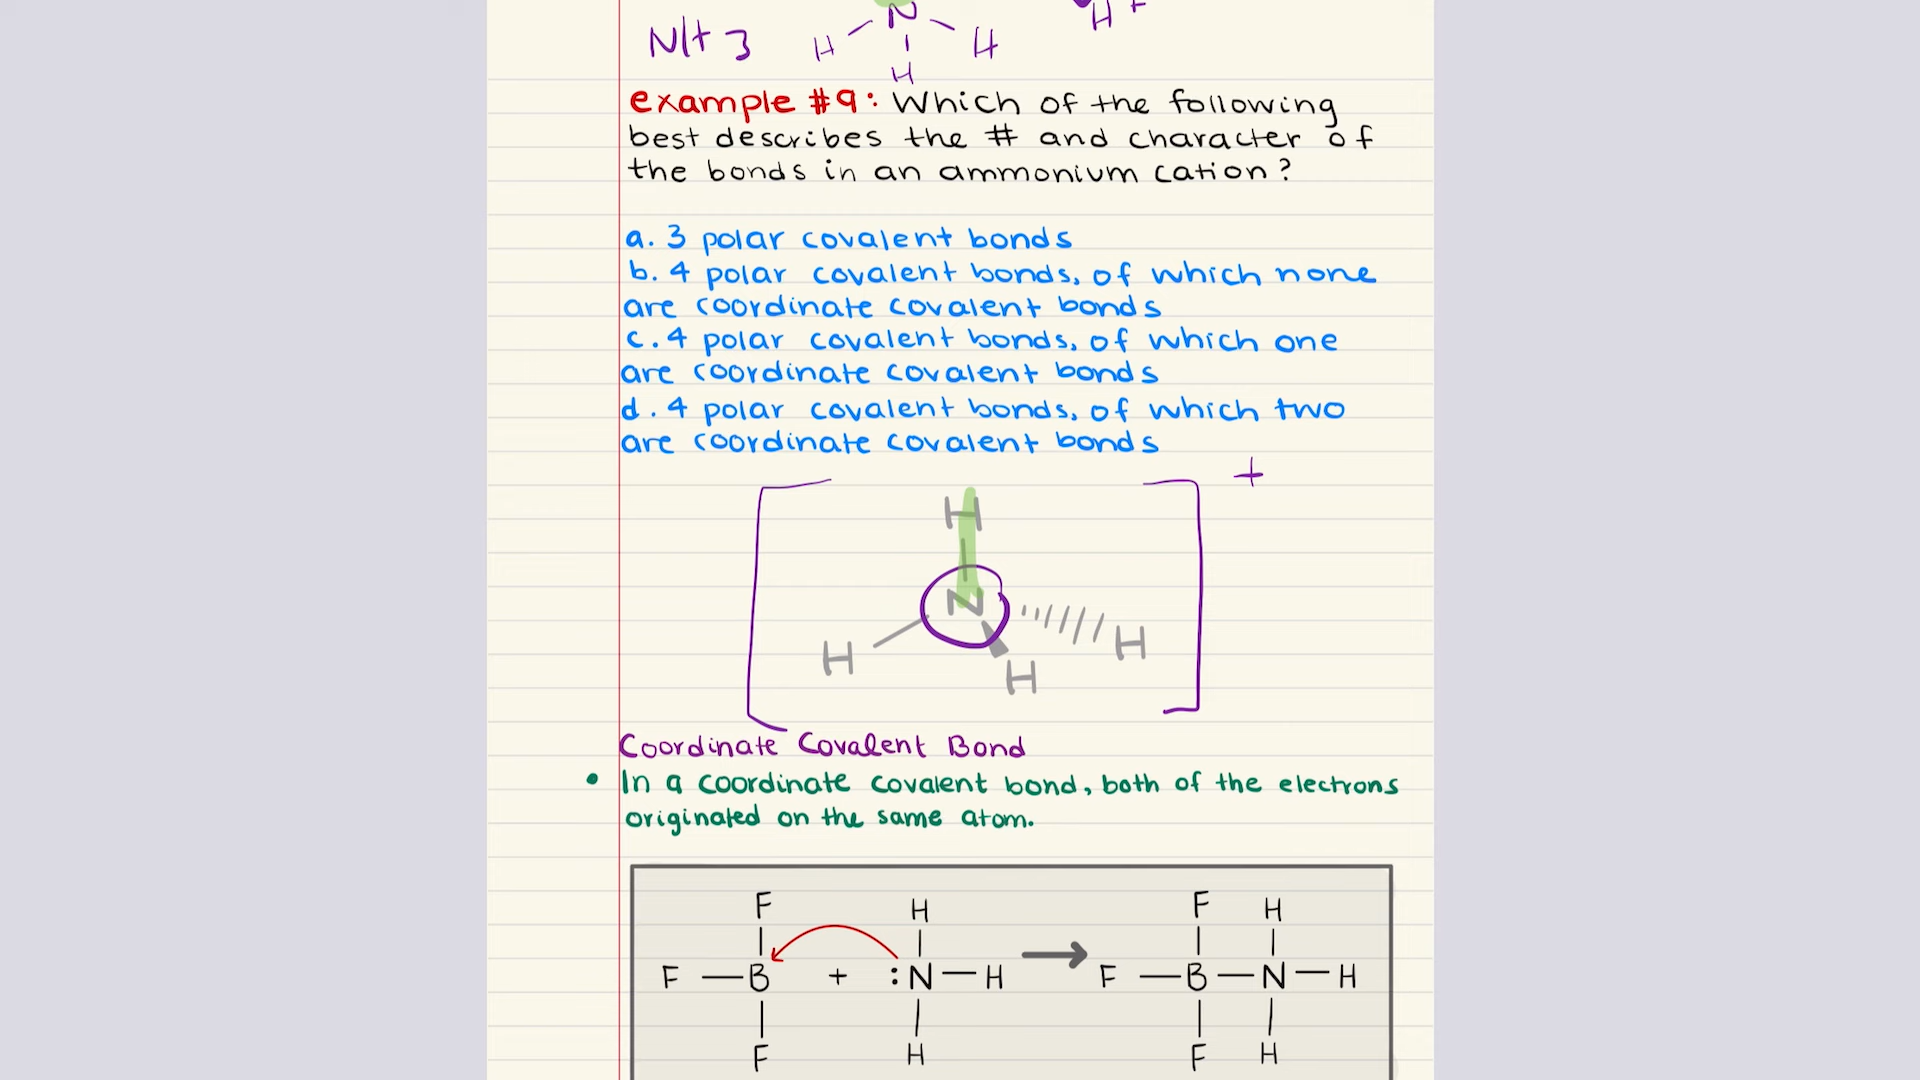 N
H+
NH3 H H
H
example #9: Which of the following
best describes the # and character of
the bonds in an ammonium cation?
a. 3 polar covalent bonds
b. 4 polar covalent bonds, of which none
are coordinate covalent bonds
c. 4 polar covalent bonds, of which one
are coordinate covalent bonds
d. 4 polar covalent bonds, of which two
are coordinate covalent bonds
+
H
N
H H
H
Coordinate Covalent Bond
• In a coordinate covalent bond, both of the electrons
originated on the same atom.
F H F H
F — B + :N — H → F — B — N — H
F H F H